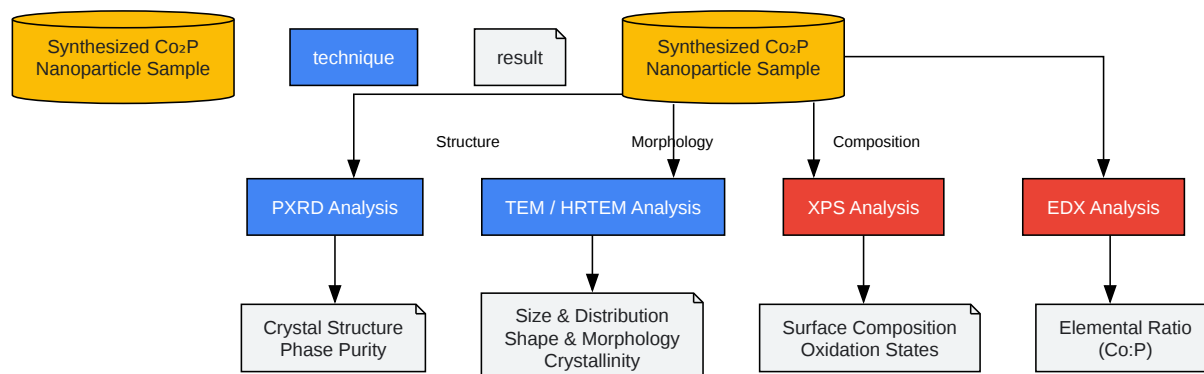 Synthesized Co₂P
Nanoparticle Sample
technique
result
Synthesized Co₂P
Nanoparticle Sample
Structure
Morphology
Composition
PXRD Analysis
TEM / HRTEM Analysis
XPS Analysis
EDX Analysis
Crystal Structure
Phase Purity
Size & Distribution
Shape & Morphology
Crystallinity
Surface Composition
Oxidation States
Elemental Ratio
(Co:P)